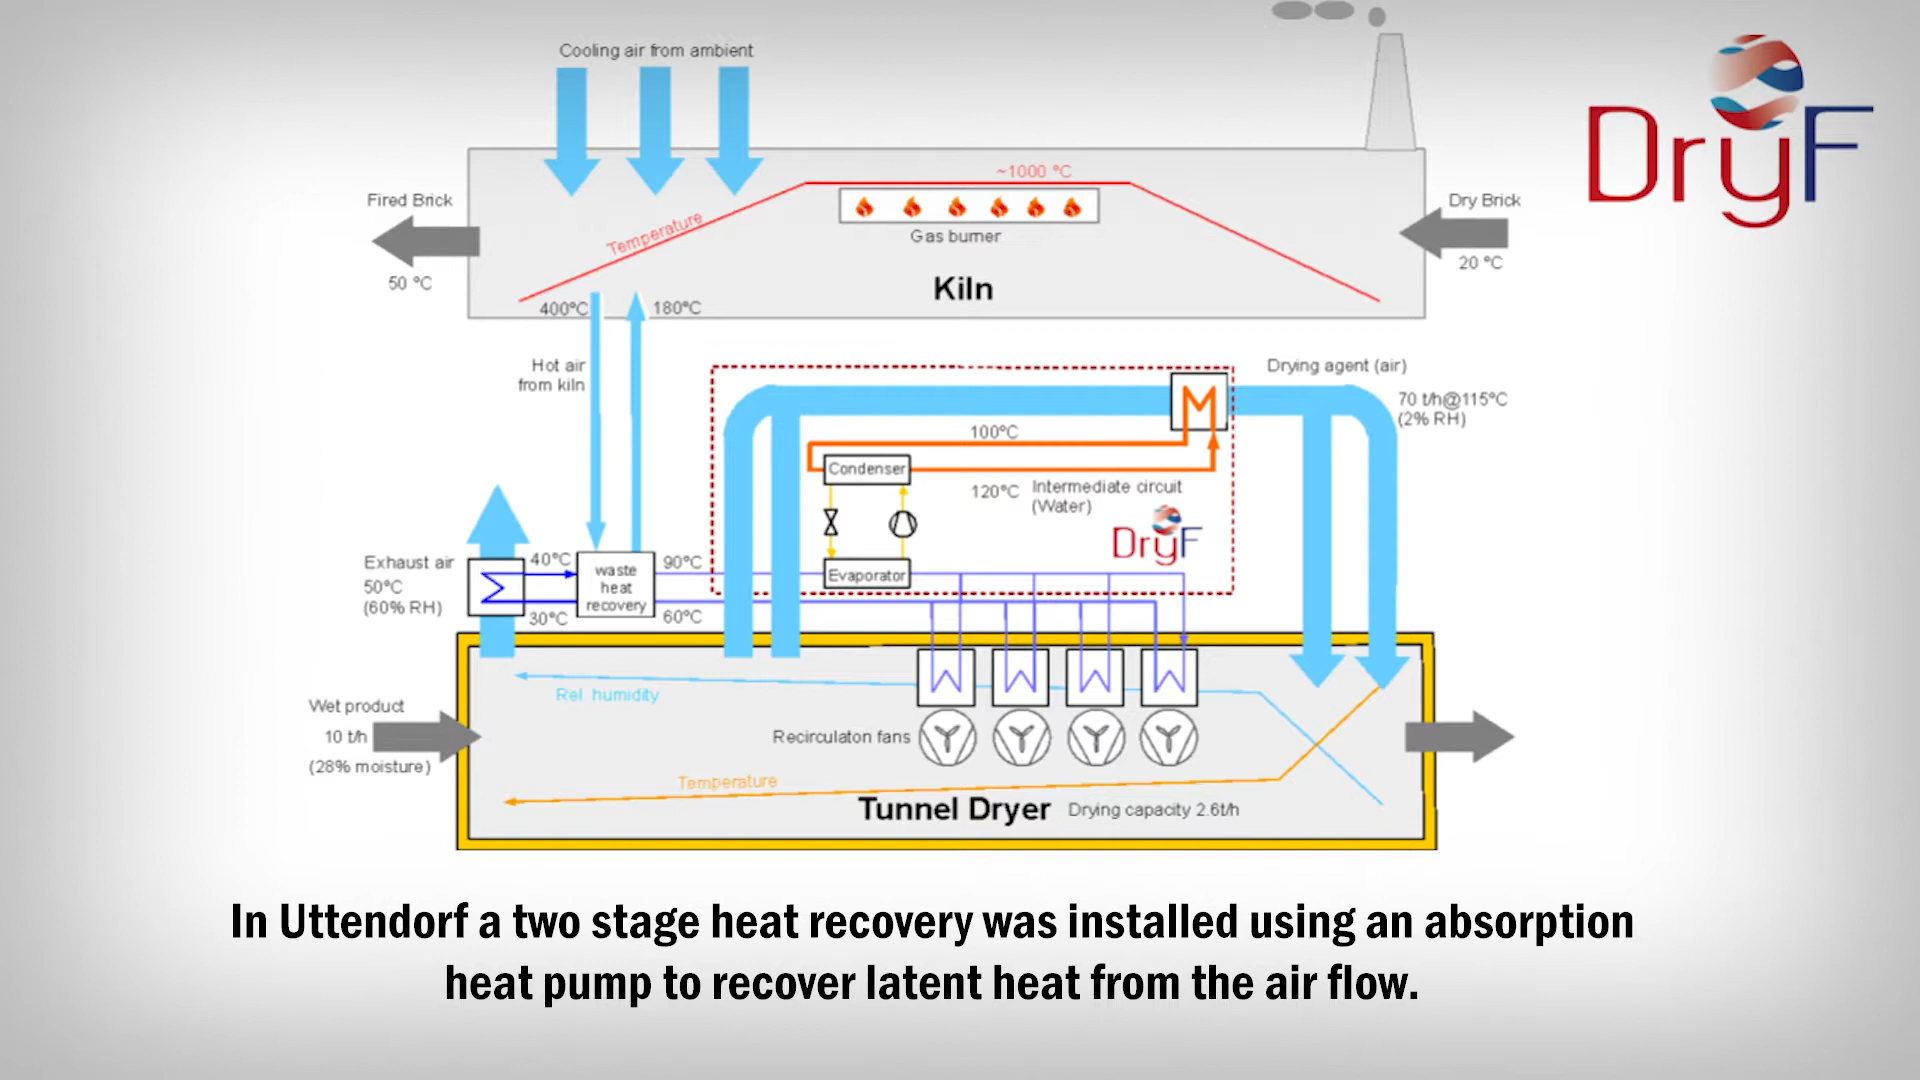 Cooling air from ambient
DryF
~1000 °C
Fired Brick
Dry Brick
Temperature
Gas burner
50 °C
20 °C
Kiln
400°C
180°C
Hot air
from kiln
Drying agent (air)
70 t/h@115°C
(2% RH)
100°C
Condenser
120°C
Intermediate circuit
(Water)
DryF
Exhaust air
50°C
(60% RH)
40°C
30°C
waste
heat
recovery
90°C
60°C
Evaporator
Rel. humidity
Wet product
10 t/h
(28% moisture)
Recirculaton fans
Temperature
Tunnel Dryer
Drying capacity 2.6t/h
In Uttendorf a two stage heat recovery was installed using an absorption
heat pump to recover latent heat from the air flow.